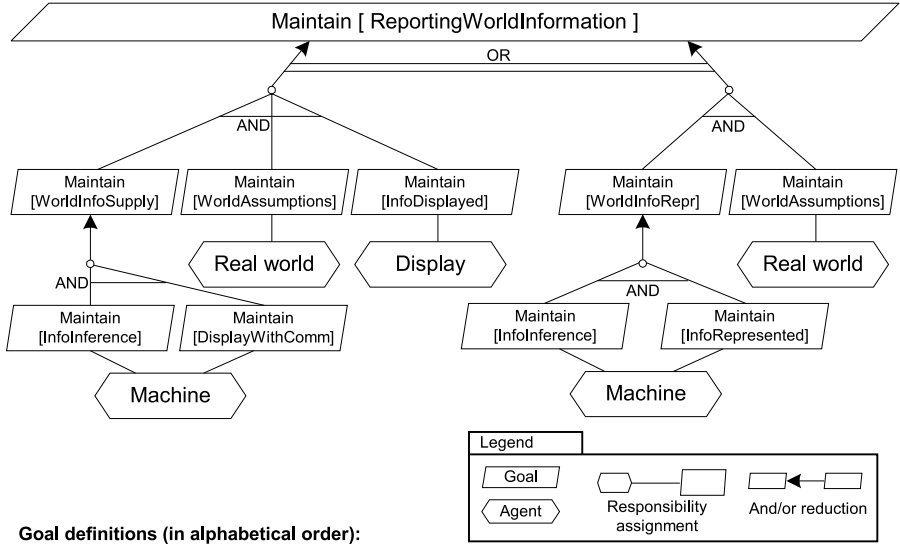 Maintain [ ReportingWorldInformation ]
OR
AND
AND
Maintain
[WorldInfoSupply]
Maintain
[WorldAssumptions]
Maintain
[InfoDisplayed]
Maintain
[WorldInfoRepr]
Maintain
[WorldAssumptions]
Real world
Display
Real world
AND
AND
Maintain
[InfoInference]
Maintain
[DisplayWithComm]
Maintain
[InfoInference]
Maintain
[InfoRepresented]
Machine
Machine
Legend
Goal
Agent
Responsibility
assignment
And/or reduction
Goal definitions (in alphabetical order):